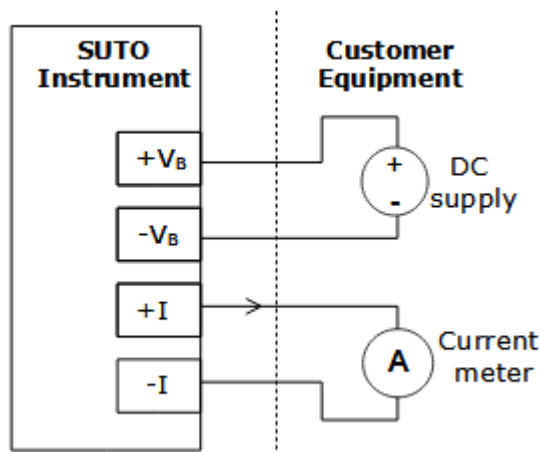 SUTO
Instrument
Customer
Equipment
+VB
-VB
+I
-I
+
-
DC
supply
A
Current
meter